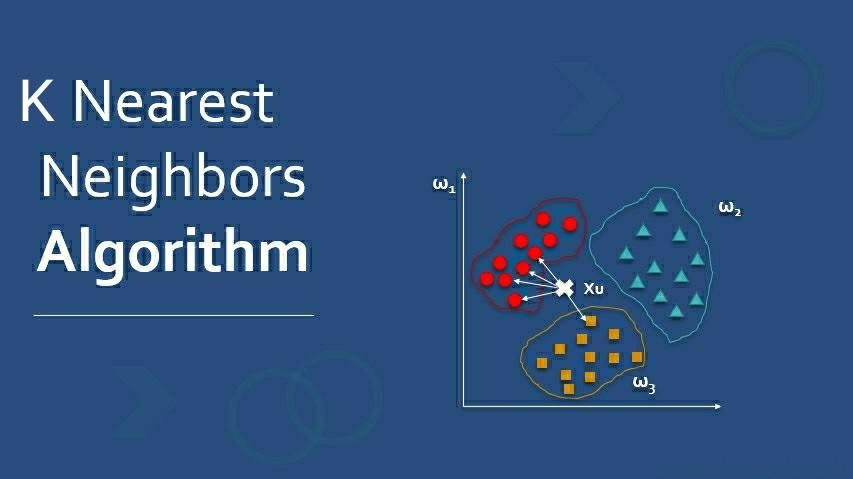 K Nearest
Neighbors
Algorithm
ω₁
ω₂
Xu
ω₃